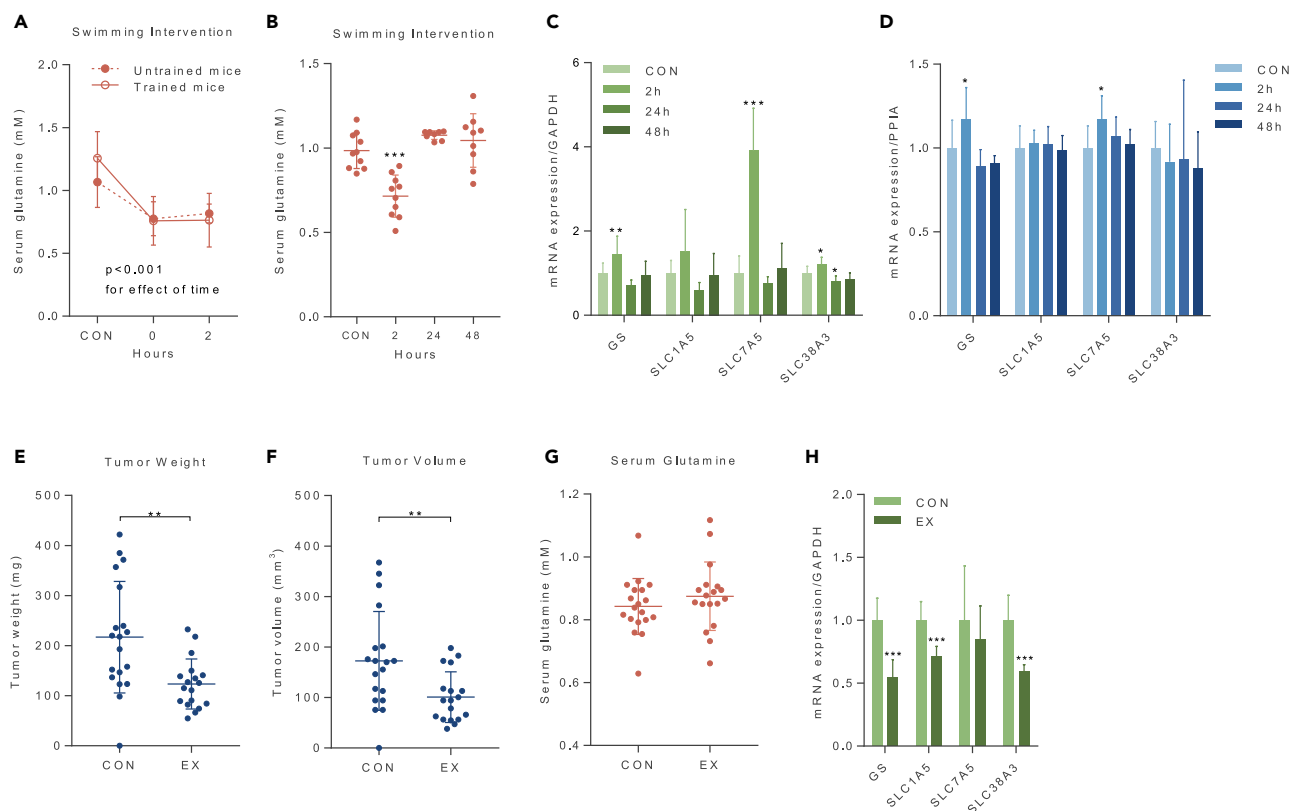 A
Swimming Intervention
2.0
1.5
1.0
0.5
0.0
Serum glutamine (mM)
Untrained mice
Trained mice
p<0.001
for effect of time
CON
0
2
Hours
B
Swimming Intervention
1.5
1.0
0.5
0.0
Serum glutamine (mM)
***
CON
2
24
48
Hours
C
6
4
2
0
mRNA expression/GAPDH
CON
2h
24h
48h
**
***
*
*
GS
SLC1A5
SLC7A5
SLC38A3
D
1.5
1.0
0.5
0.0
mRNA expression/PPIA
*
*
CON
2h
24h
48h
GS
SLC1A5
SLC7A5
SLC38A3
E
Tumor Weight
500
400
300
200
100
0
Tumor weight (mg)
**
CON
EX
F
Tumor Volume
500
400
300
200
100
0
Tumor volume (mm³)
**
CON
EX
G
Serum Glutamine
1.2
1.0
0.8
0.6
0.4
Serum glutamine (mM)
CON
EX
H
2.0
1.5
1.0
0.5
0.0
mRNA expression/GAPDH
CON
EX
***
***
***
GS
SLC1A5
SLC7A5
SLC38A3